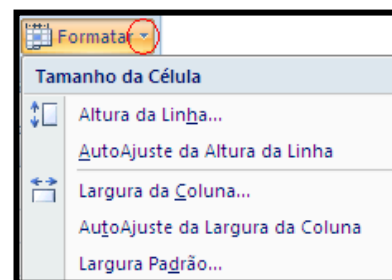 Formatar
Tamanho da Célula
Altura da Linha...
AutoAjuste da Altura da Linha
Largura da Coluna...
AutoAjuste da Largura da Coluna
Largura Padrão...